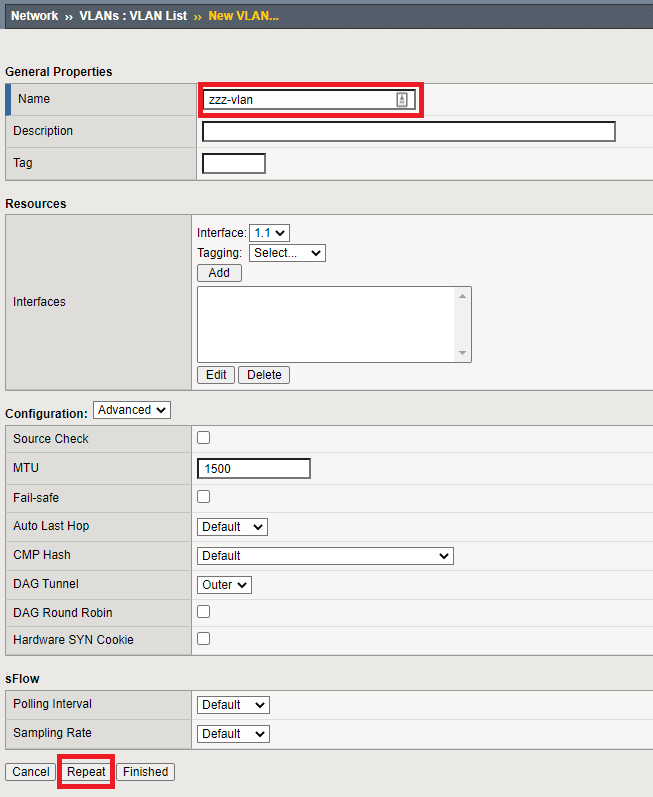 Network ›› VLANs : VLAN List ›› New VLAN...
General Properties
Name zzz-vlan
Description
Tag
Resources
Interfaces
Interface: 1.1
Tagging: Select...
Add
Edit Delete
Configuration: Advanced
Source Check
MTU 1500
Fail-safe
Auto Last Hop Default
CMP Hash Default
DAG Tunnel Outer
DAG Round Robin
Hardware SYN Cookie
sFlow
Polling Interval Default
Sampling Rate Default
Cancel Repeat Finished